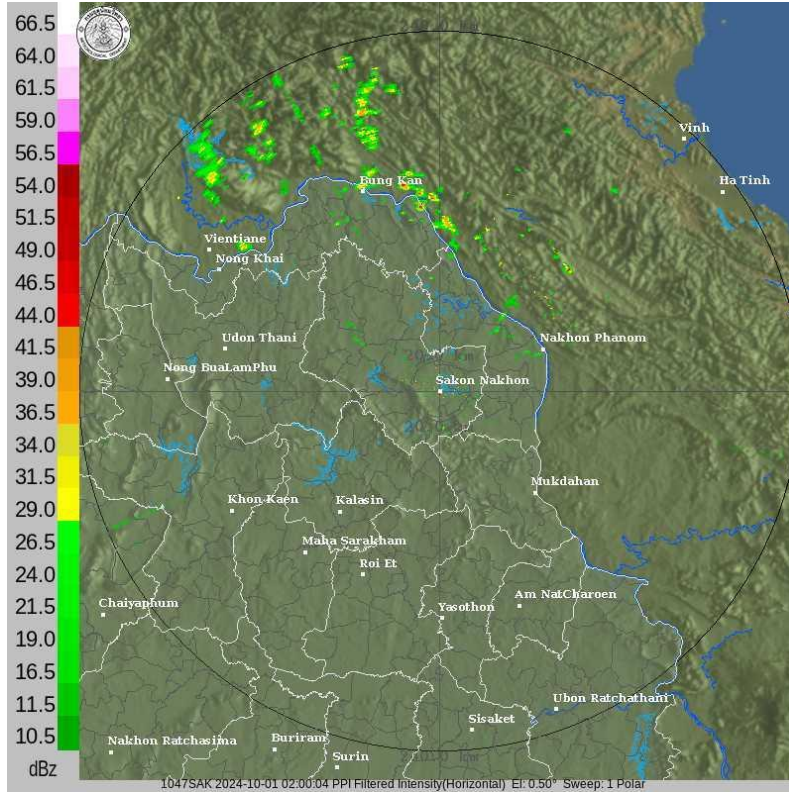 66.5
64.0
61.5
59.0
56.5
54.0
51.5
49.0
46.5
44.0
41.5
39.0
36.5
34.0
31.5
29.0
26.5
24.0
21.5
19.0
16.5
11.5
10.5
dBz
Vinh
Ha Tinh
Bung Kan
Vientiane
Nong Khai
Udon Thani
Nakhon Phanom
Nong BuaLamPhu
Sakon Nakhon
Mukdahan
Khon Kaen
Kalasin
Maha Sarakham
Roi Et
Chaiyaphum
Am NatCharoen
Yasothon
Ubon Ratchathani
Sisaket
Nakhon Ratchasima
Buriram
Surin
1047SAK 2024-10-01 02:00:04 PPI Filtered Intensity(Horizontal) El: 0.50° Sweep: 1 Polar